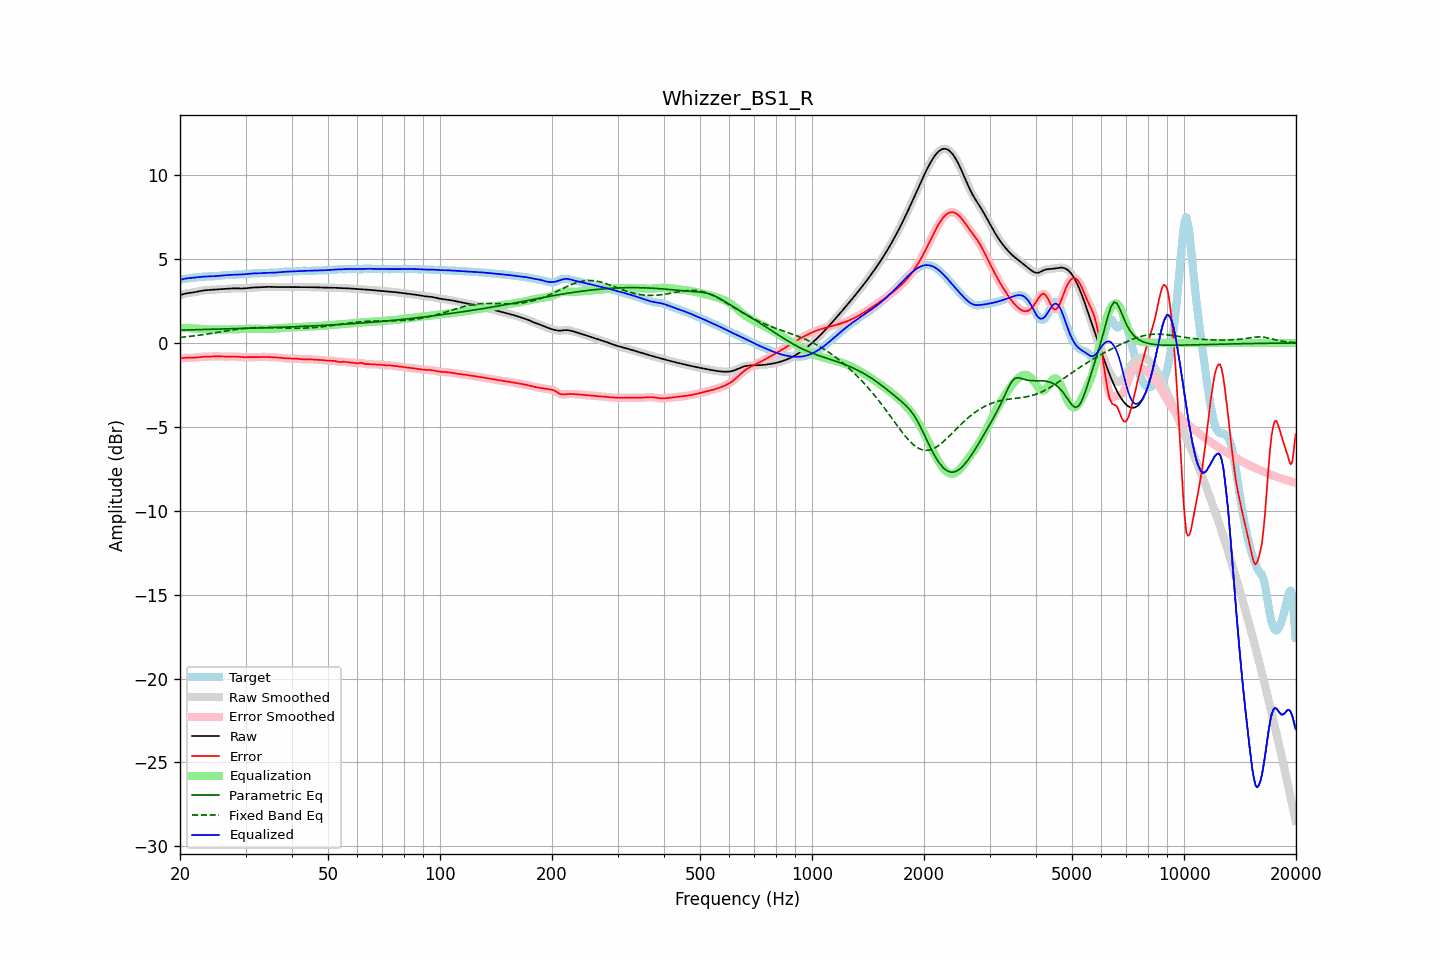 Whizzer_BS1_R
Amplitude (dBr)
10
5
0
−5
−10
−15
−20
−25
−30
Target
Raw Smoothed
Error Smoothed
Raw
Error
Equalization
Parametric Eq
Fixed Band Eq
Equalized
20 50 100 200 500 1000 2000 5000 10000 20000
Frequency (Hz)